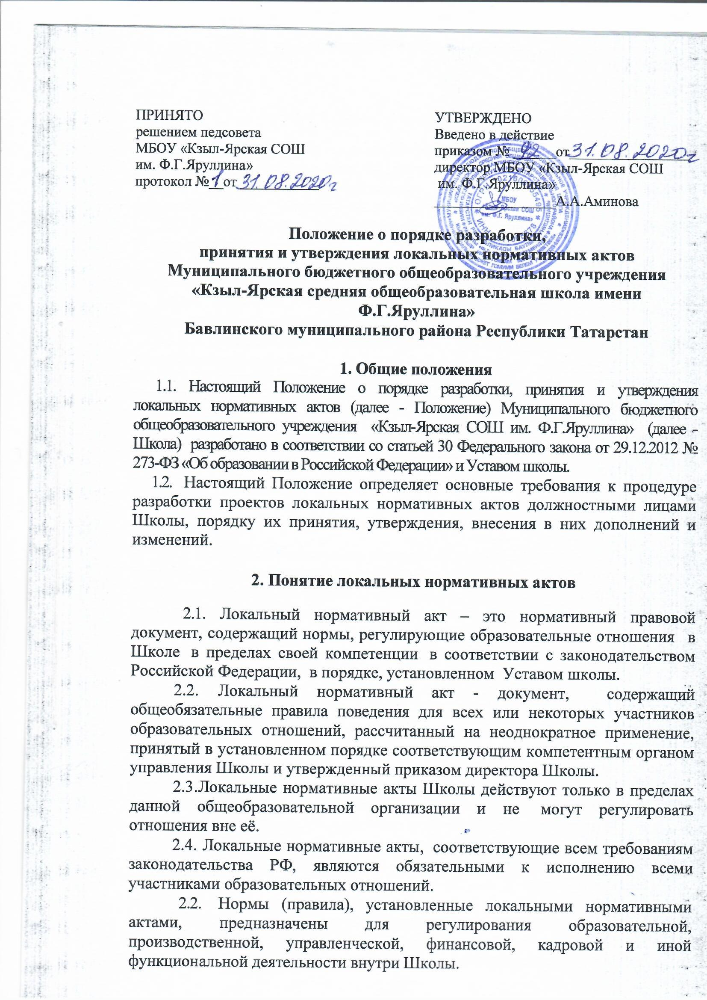 ПРИНЯТО
решением педсовета
МБОУ «Кзыл-Ярская СОШ
им. Ф.Г.Яруллина»
протокол № 1 от 31.08.2020г
УТВЕРЖДЕНО
Введено в действие
приказом № 92 от 31.08.2020г
директор МБОУ «Кзыл-Ярская СОШ
им. Ф.Г.Яруллина»
А.А.Аминова
МБОУ
«Кзыл-Ярская СОШ
им. Ф.Г. Яруллина»
Положение о порядке разработки,
принятия и утверждения локальных нормативных актов
Муниципального бюджетного общеобразовательного учреждения
«Кзыл-Ярская средняя общеобразовательная школа имени
Ф.Г.Яруллина»
Бавлинского муниципального района Республики Татарстан
1. Общие положения
1.1. Настоящий Положение о порядке разработки, принятия и утверждения
локальных нормативных актов (далее - Положение) Муниципального бюджетного
общеобразовательного учреждения «Кзыл-Ярская СОШ им. Ф.Г.Яруллина» (далее -
Школа) разработано в соответствии со статьей 30 Федерального закона от 29.12.2012 №
273-ФЗ «Об образовании в Российской Федерации» и Уставом школы.
1.2. Настоящий Положение определяет основные требования к процедуре
разработки проектов локальных нормативных актов должностными лицами
Школы, порядку их принятия, утверждения, внесения в них дополнений и
изменений.
2. Понятие локальных нормативных актов
2.1. Локальный нормативный акт – это нормативный правовой
документ, содержащий нормы, регулирующие образовательные отношения в
Школе в пределах своей компетенции в соответствии с законодательством
Российской Федерации, в порядке, установленном Уставом школы.
2.2. Локальный нормативный акт - документ, содержащий
общеобязательные правила поведения для всех или некоторых участников
образовательных отношений, рассчитанный на неоднократное применение,
принятый в установленном порядке соответствующим компетентным органом
управления Школы и утвержденный приказом директора Школы.
2.3.Локальные нормативные акты Школы действуют только в пределах
данной общеобразовательной организации и не могут регулировать
отношения вне её.
2.4. Локальные нормативные акты, соответствующие всем требованиям
законодательства РФ, являются обязательными к исполнению всеми
участниками образовательных отношений.
2.2. Нормы (правила), установленные локальными нормативными
актами, предназначены для регулирования образовательной,
производственной, управленческой, финансовой, кадровой и иной
функциональной деятельности внутри Школы.